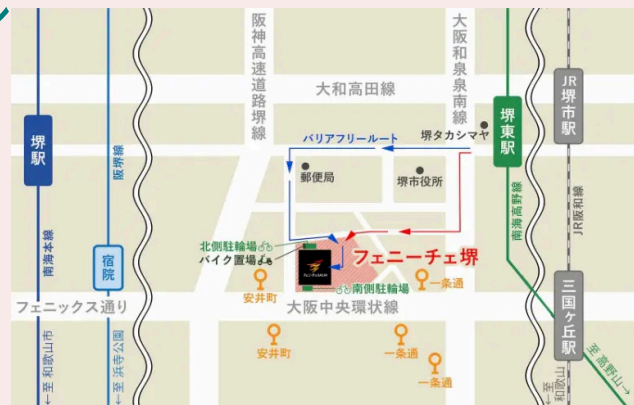 阪神高速道路堺線
大阪和泉泉南線
大和高田線
JR堺市駅
堺駅
阪堺線
堺東駅
堺タカシマヤ
バリアフリールート
郵便局
堺市役所
南海高野線
JR阪和線
南海本線
宿院
北側駐輪場
バイク置場
フェニーチェ堺
南側駐輪場
フェニックス通り
安井町
大阪中央環状線
一条通
三国ヶ丘駅
安井町
一条通
一条通
←至 和歌山市
←至 浜寺公園
←至 和歌山
至 高野山→